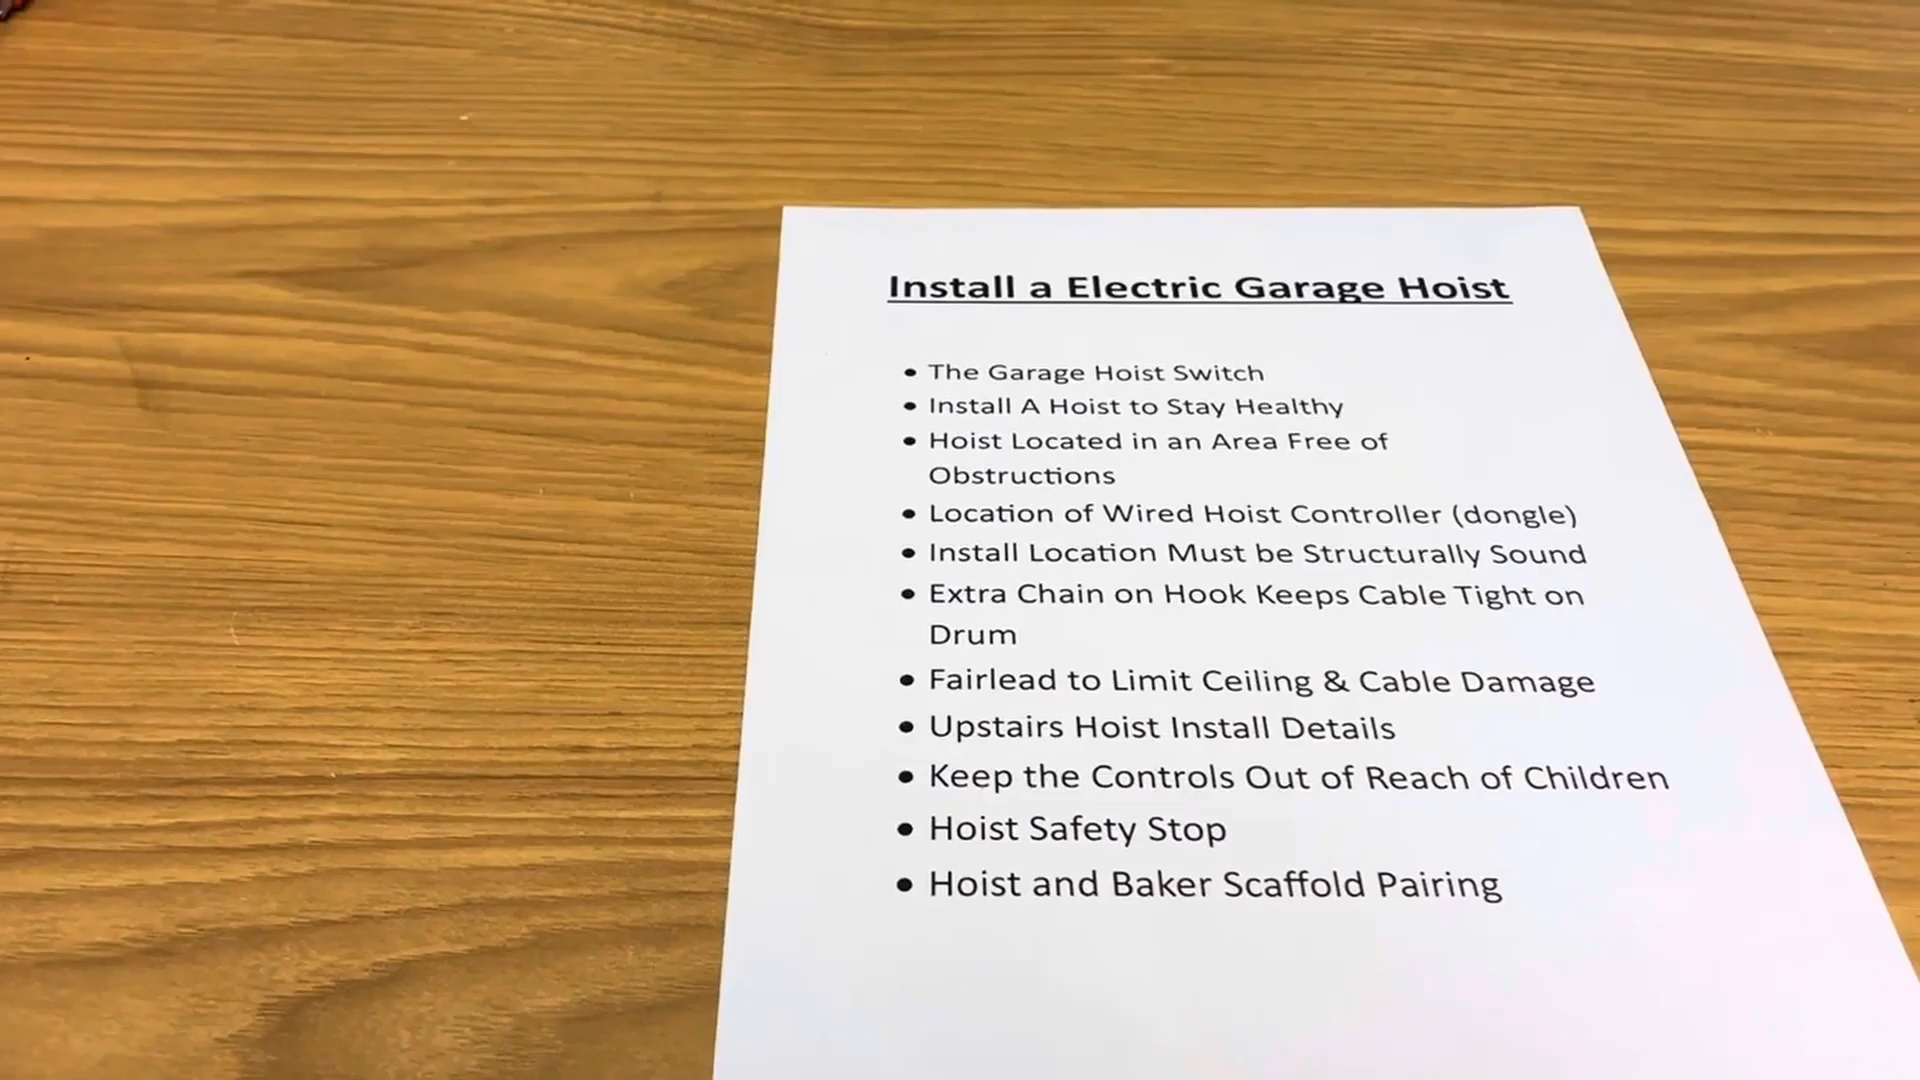 Install a Electric Garage Hoist
• The Garage Hoist Switch
• Install A Hoist to Stay Healthy
• Hoist Located in an Area Free of
Obstructions
• Location of Wired Hoist Controller (dongle)
• Install Location Must be Structurally Sound
• Extra Chain on Hook Keeps Cable Tight on
Drum
• Fairlead to Limit Ceiling & Cable Damage
• Upstairs Hoist Install Details
• Keep the Controls Out of Reach of Children
• Hoist Safety Stop
• Hoist and Baker Scaffold Pairing